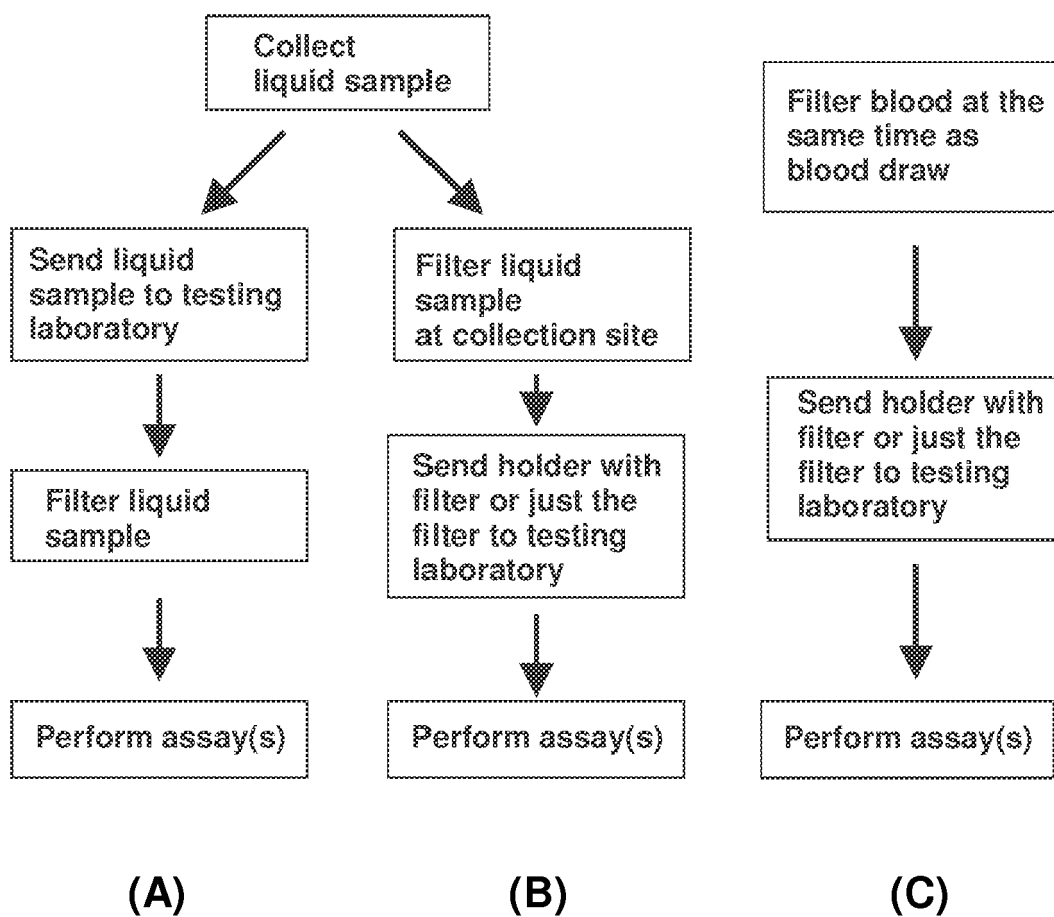 Collect
liquid sample
Send liquid
sample to testing
laboratory
Filter liquid
sample
Perform assay(s)
(A)
Filter liquid
sample
at collection site
Send holder with
filter or just the
filter to testing
laboratory
Perform assay(s)
(B)
Filter blood at the
same time as
blood draw
Send holder with
filter or just the
filter to testing
laboratory
Perform assay(s)
(C)